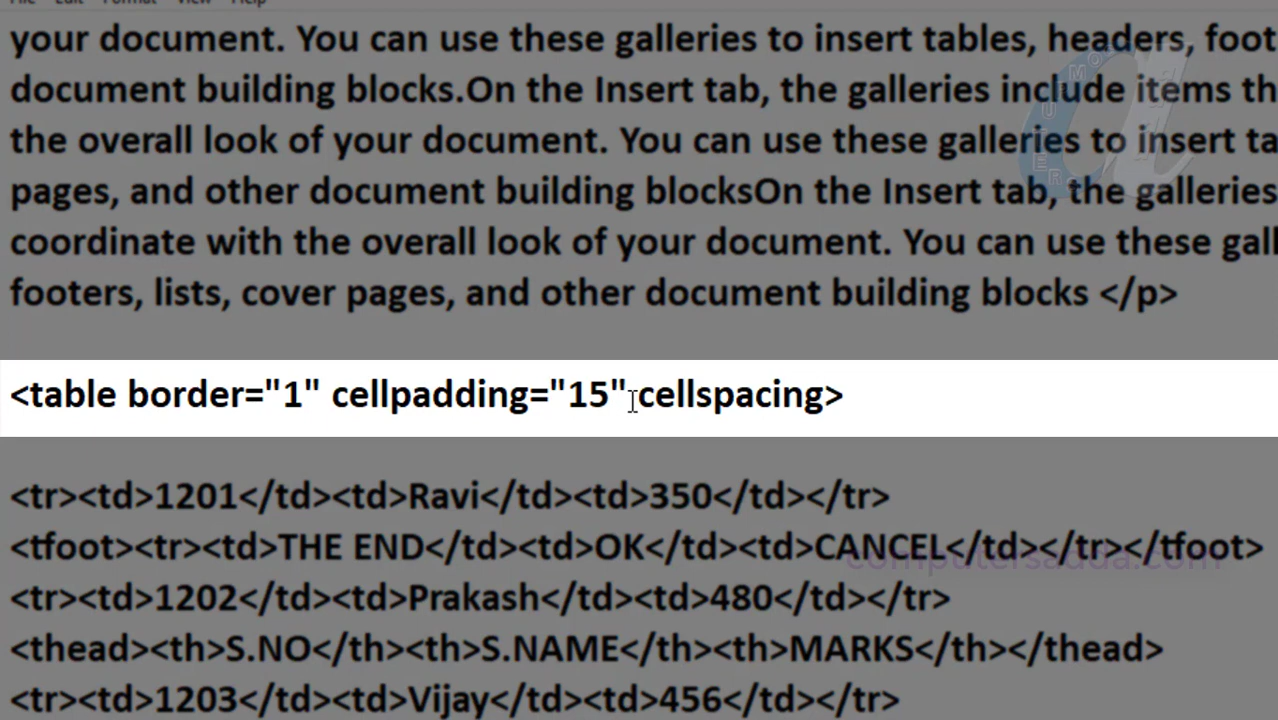 File Edit Format View Help
your document. You can use these galleries to insert tables, headers, foot
document building blocks.On the Insert tab, the galleries include items th
the overall look of your document. You can use these galleries to insert ta
pages, and other document building blocksOn the Insert tab, the galleries
coordinate with the overall look of your document. You can use these gall
footers, lists, cover pages, and other document building blocks </p>
<table border="1" cellpadding="15" cellspacing>
<tr><td>1201</td><td>Ravi</td><td>350</td></tr>
<tfoot><tr><td>THE END</td><td>OK</td><td>CANCEL</td></tr></tfoot>
computersadda.com
<tr><td>1202</td><td>Prakash</td><td>480</td></tr>
<thead><th>S.NO</th><th>S.NAME</th><th>MARKS</th></thead>
<tr><td>1203</td><td>Vijay</td><td>456</td></tr>